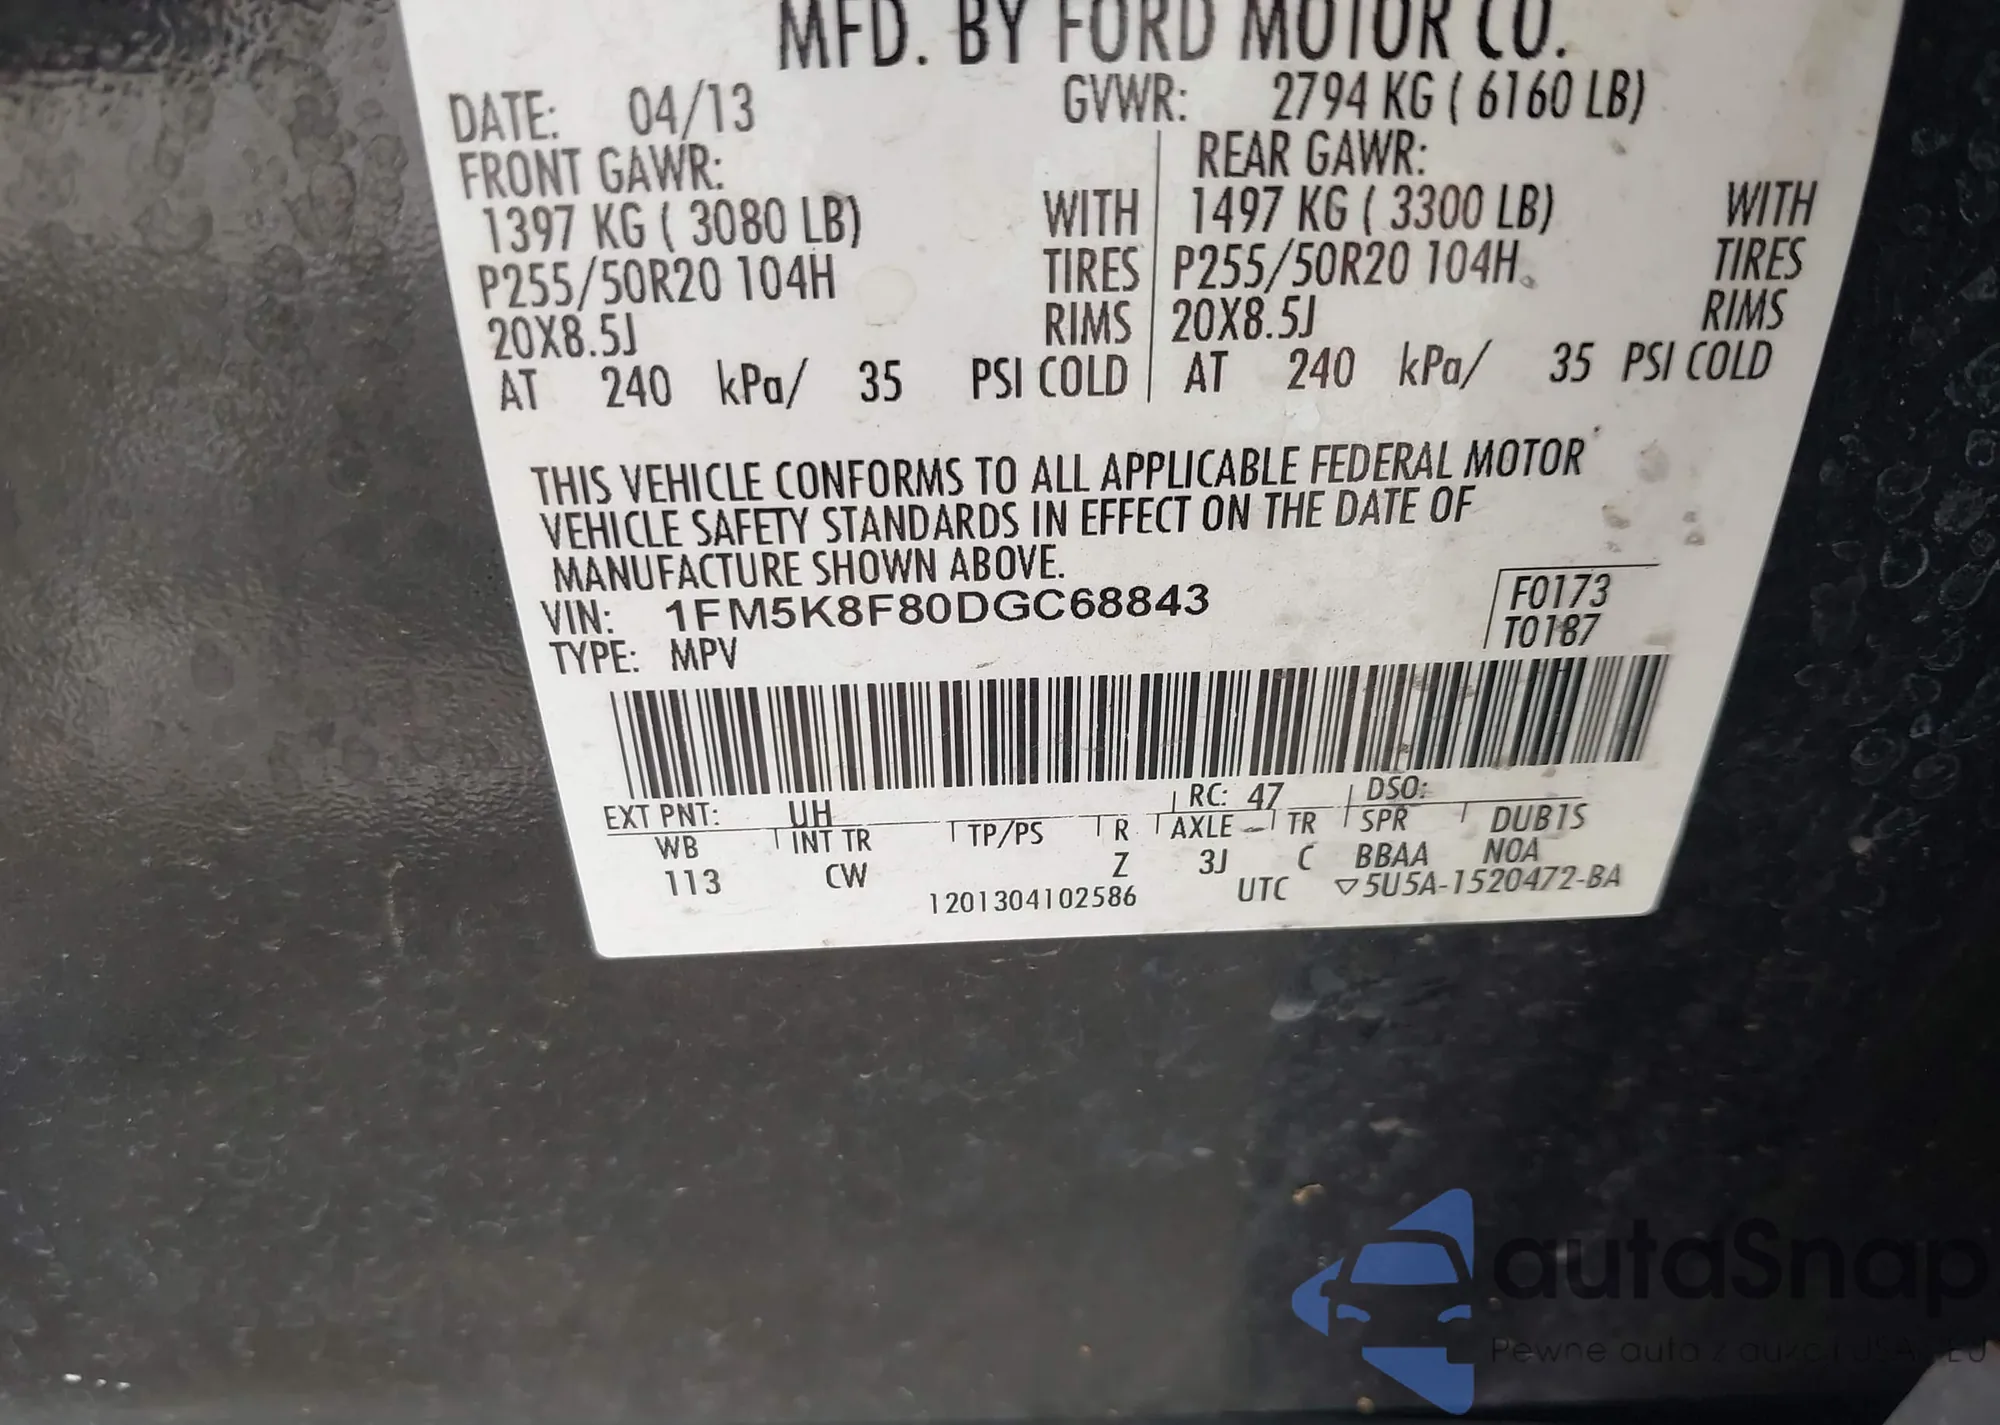 MFD. BY FORD MOTOR CO.
DATE: 04/13 GVWR: 2794 KG ( 6160 LB)
FRONT GAWR: REAR GAWR:
1397 KG ( 3080 LB) WITH 1497 KG ( 3300 LB) WITH
P255/50R20 104H TIRES P255/50R20 104H TIRES
20X8.5J RIMS 20X8.5J RIMS
AT 240 kPa/ 35 PSI COLD AT 240 kPa/ 35 PSI COLD
THIS VEHICLE CONFORMS TO ALL APPLICABLE FEDERAL MOTOR
VEHICLE SAFETY STANDARDS IN EFFECT ON THE DATE OF
MANUFACTURE SHOWN ABOVE.
VIN: 1FM5K8F80DGC68843 F0173
TYPE: MPV T0187
EXT PNT: UH RC: 47 DSO:
WB INT TR TP/PS R AXLE TR SPR DUB1S
113 CW Z 3J C BBAA NOA
1201304102586 UTC ▽5U5A-1520472-BA
autaSnap
Pewne auta z aukcji